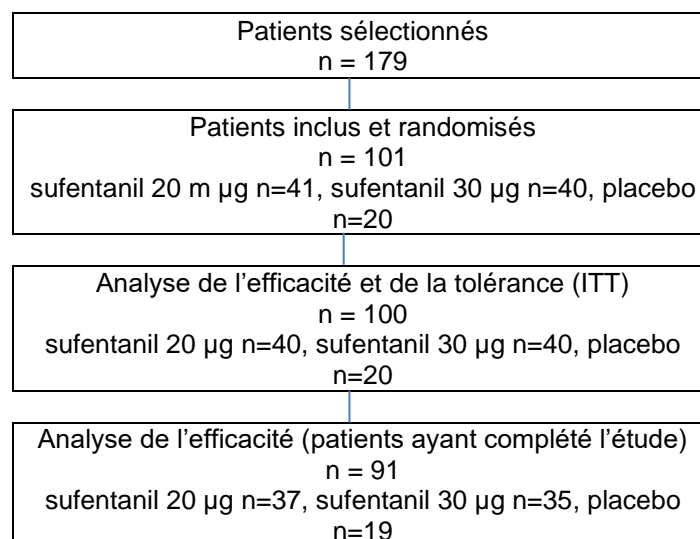 Patients sélectionnés
n = 179
Patients inclus et randomisés
n = 101
sufentanil 20 m µg n=41, sufentanil 30 µg n=40, placebo
n=20
Analyse de l’efficacité et de la tolérance (ITT)
n = 100
sufentanil 20 µg n=40, sufentanil 30 µg n=40, placebo
n=20
Analyse de l’efficacité (patients ayant complété l’étude)
n = 91
sufentanil 20 µg n=37, sufentanil 30 µg n=35, placebo
n=19